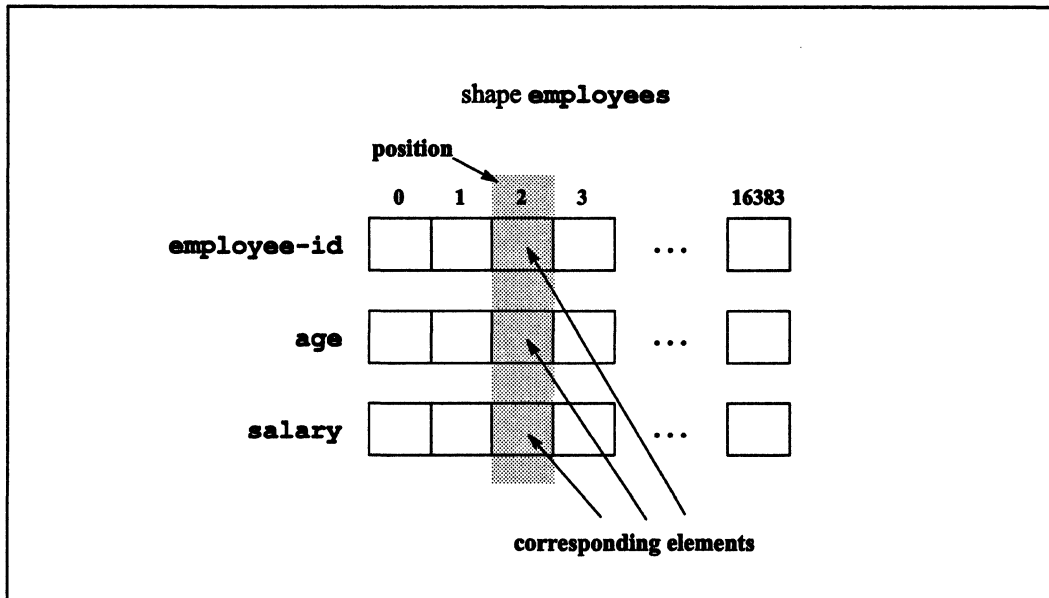 shape employees
position
0 1 2 3 16383
employee-id ...
age ...
salary ...
corresponding elements